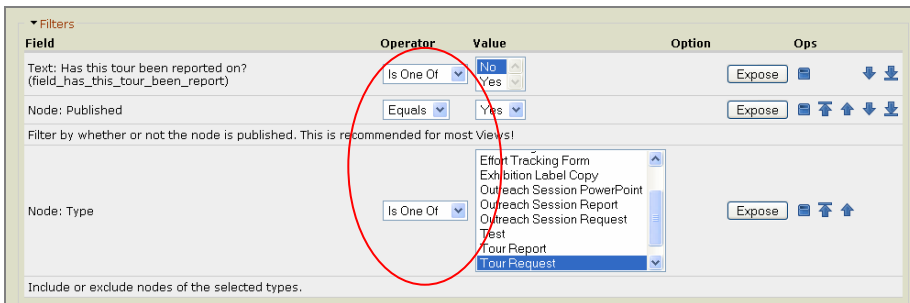 Filters
Field Operator Value Option Ops
Text: Has this tour been reported on?
(field_has_this_tour_been_report)
Is One Of
No
Yes
Expose
Node: Published
Equals
Yes
Expose
Filter by whether or not the node is published. This is recommended for most Views!
Node: Type
Is One Of
Effort Tracking Form
Exhibition Label Copy
Outreach Session PowerPoint
Outreach Session Report
Outreach Session Request
Test
Tour Report
Tour Request
Expose
Include or exclude nodes of the selected types.